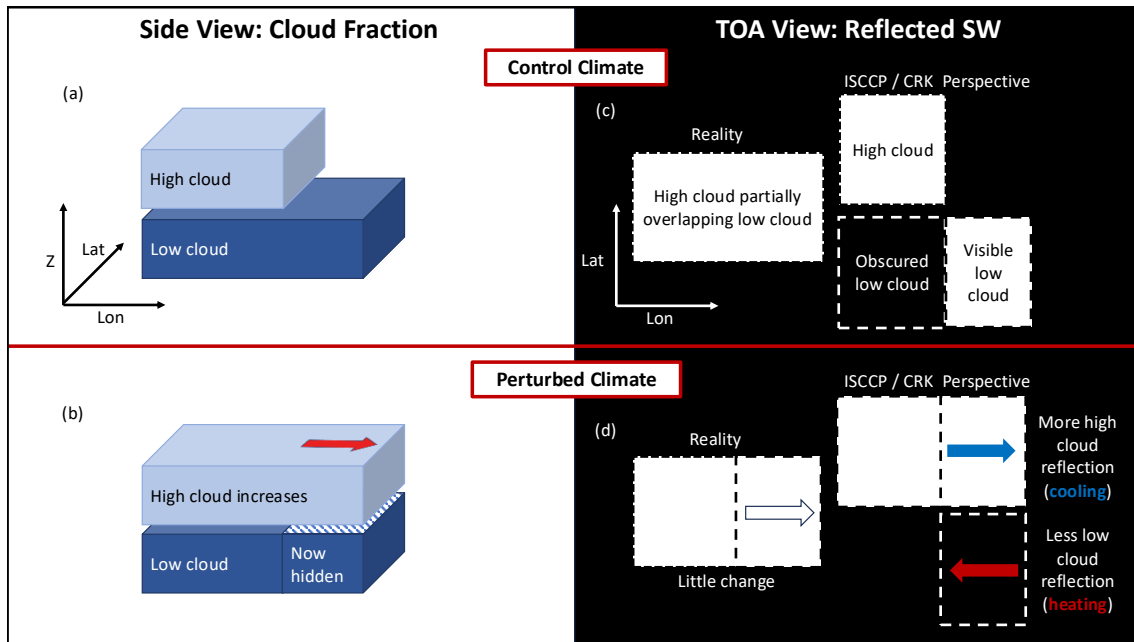 Side View: Cloud Fraction
TOA View: Reflected SW
Control Climate
(a)
High cloud
Low cloud
Z
Lat
Lon
(c)
ISCCP / CRK Perspective
Reality
High cloud partially
overlapping low cloud
High cloud
Obscured
low cloud
Visible
low
cloud
Lat
Lon
Perturbed Climate
(b)
High cloud increases
Low cloud
Now
hidden
(d)
ISCCP / CRK Perspective
Reality
Little change
More high
cloud
reflection
(cooling)
Less low
cloud
reflection
(heating)